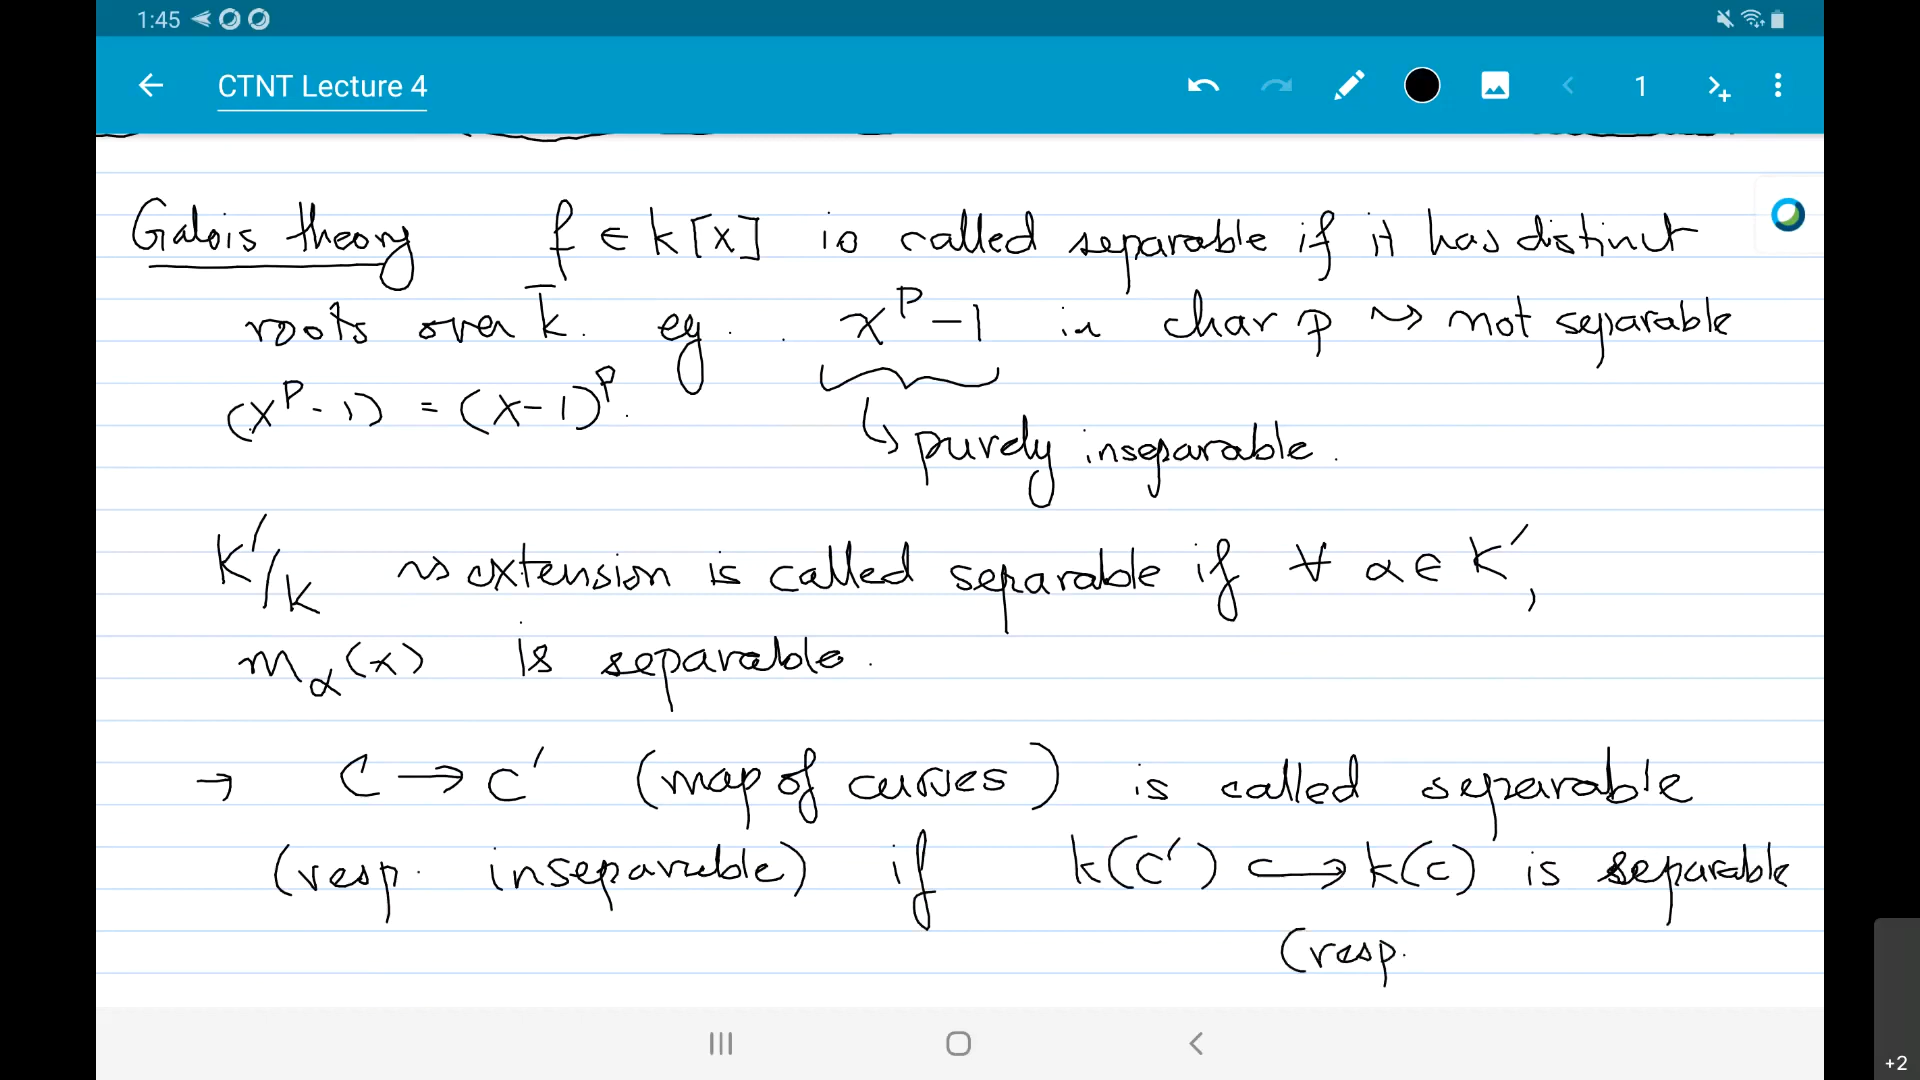 1:45
CTNT Lecture 4
1
Galois theory f ∈ k[x] is called separable if it has distinct
roots over k̅. eg. x^p - 1 in char p ⇝ not separable
(x^p - 1) = (x-1)^p.
↳ purely inseparable.
K'/k ⇝ extension is called separable if ∀ α ∈ K',
m_α(x) is separable.
→ C → C' (map of curves) is called separable
(resp. inseparable) if k(C') ↪ k(C) is separable
(resp.
+2